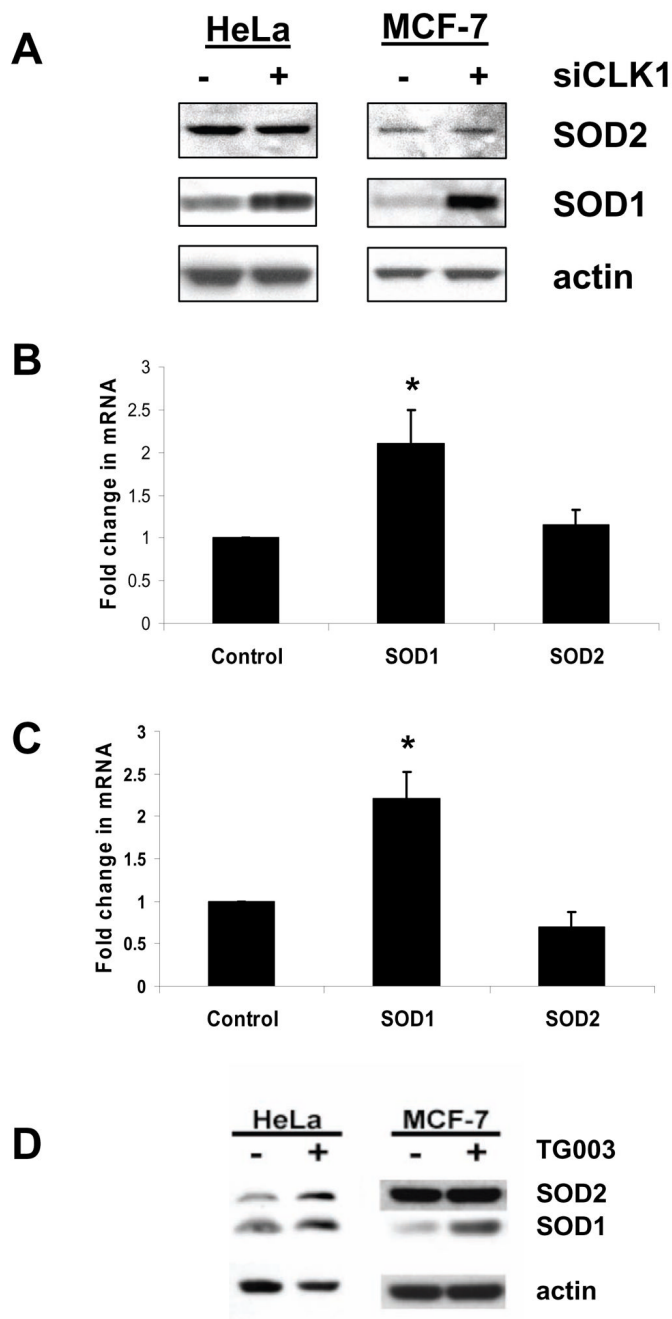 A
HeLa MCF-7
- + - + siCLK1
SOD2
SOD1
actin
B
Fold change in mRNA
3
2.5
2
1.5
1
0.5
0
*
Control SOD1 SOD2
C
Fold change in mRNA
3
2.5
2
1.5
1
0.5
0
*
Control SOD1 SOD2
D
HeLa MCF-7
- + - + TG003
SOD2
SOD1
actin